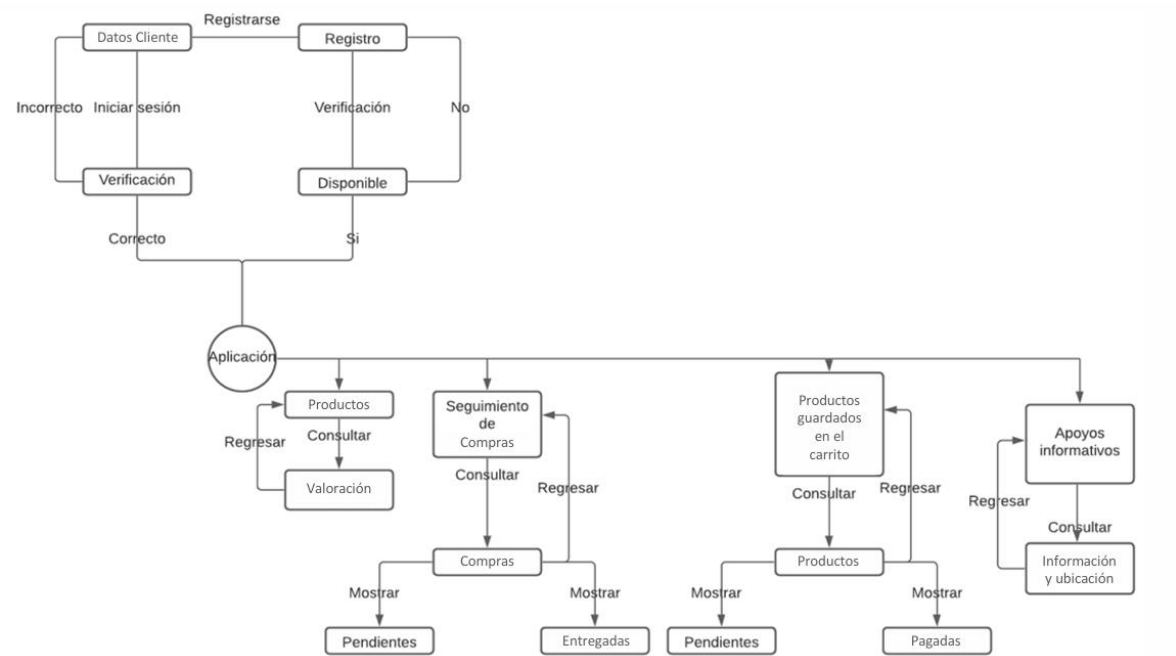 Registrarse
Datos Cliente
Registro
Incorrecto
Iniciar sesión
Verificación
No
Verificación
Disponible
Correcto
Si
Aplicación
Productos
Regresar
Consultar
Valoración
Seguimiento
de
Compras
Consultar
Regresar
Compras
Mostrar
Mostrar
Pendientes
Entregadas
Productos
guardados
en el
carrito
Consultar
Regresar
Productos
Mostrar
Mostrar
Pendientes
Pagadas
Apoyos
informativos
Regresar
Consultar
Información
y ubicación